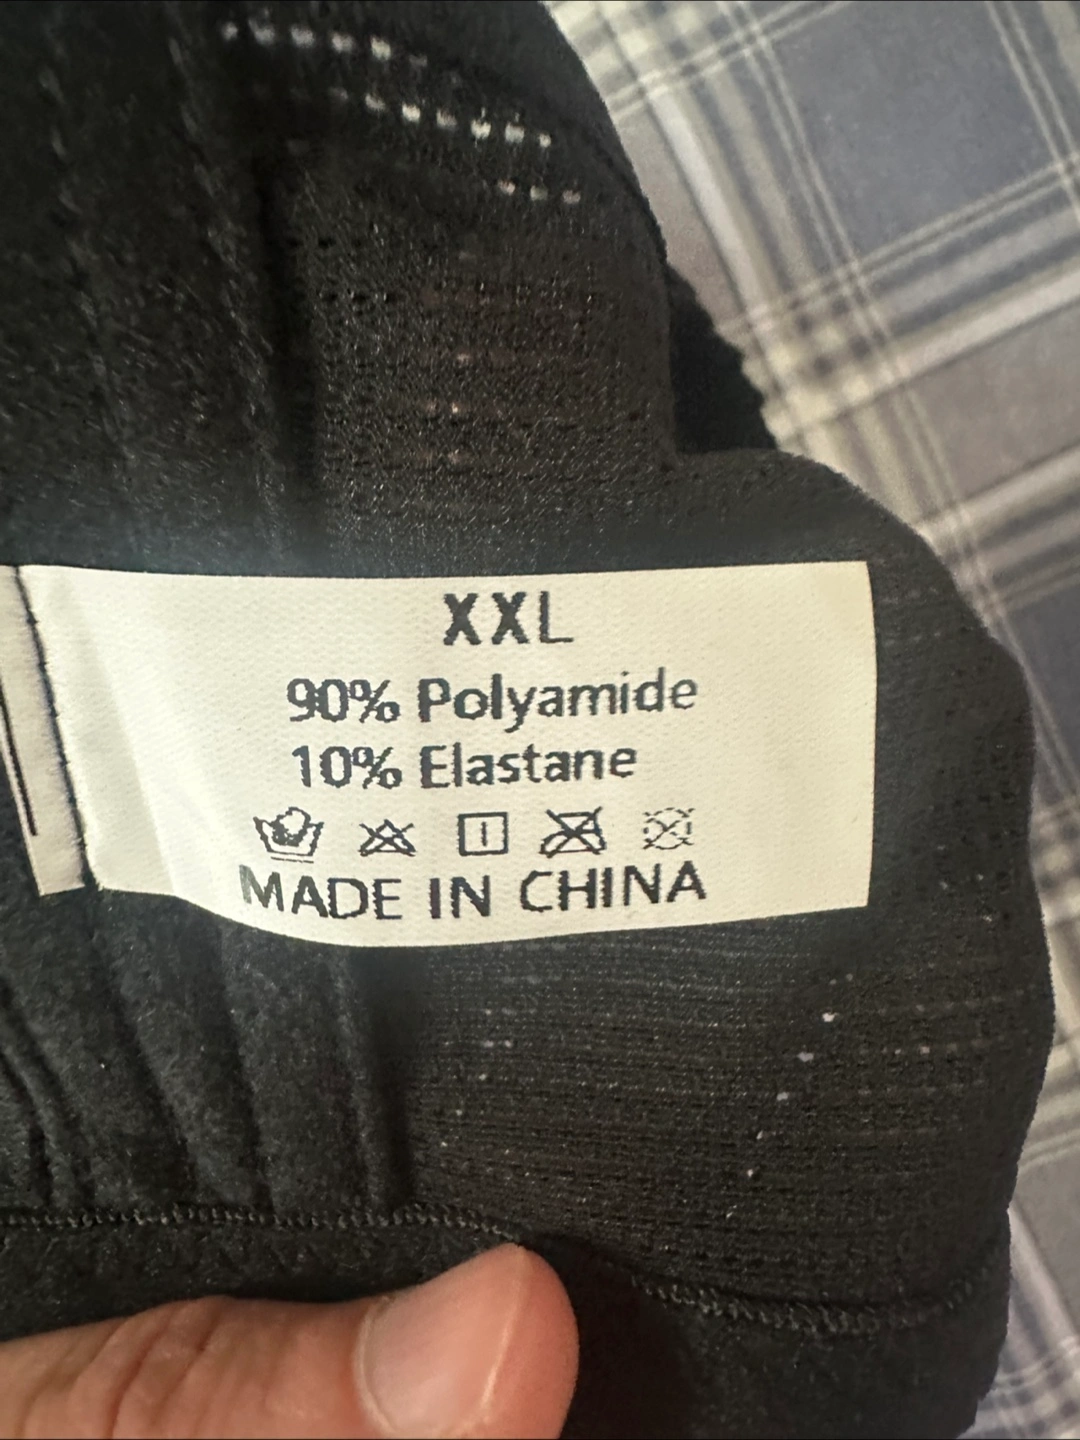 XXL
90% Polyamide
10% Elastane
MADE IN CHINA